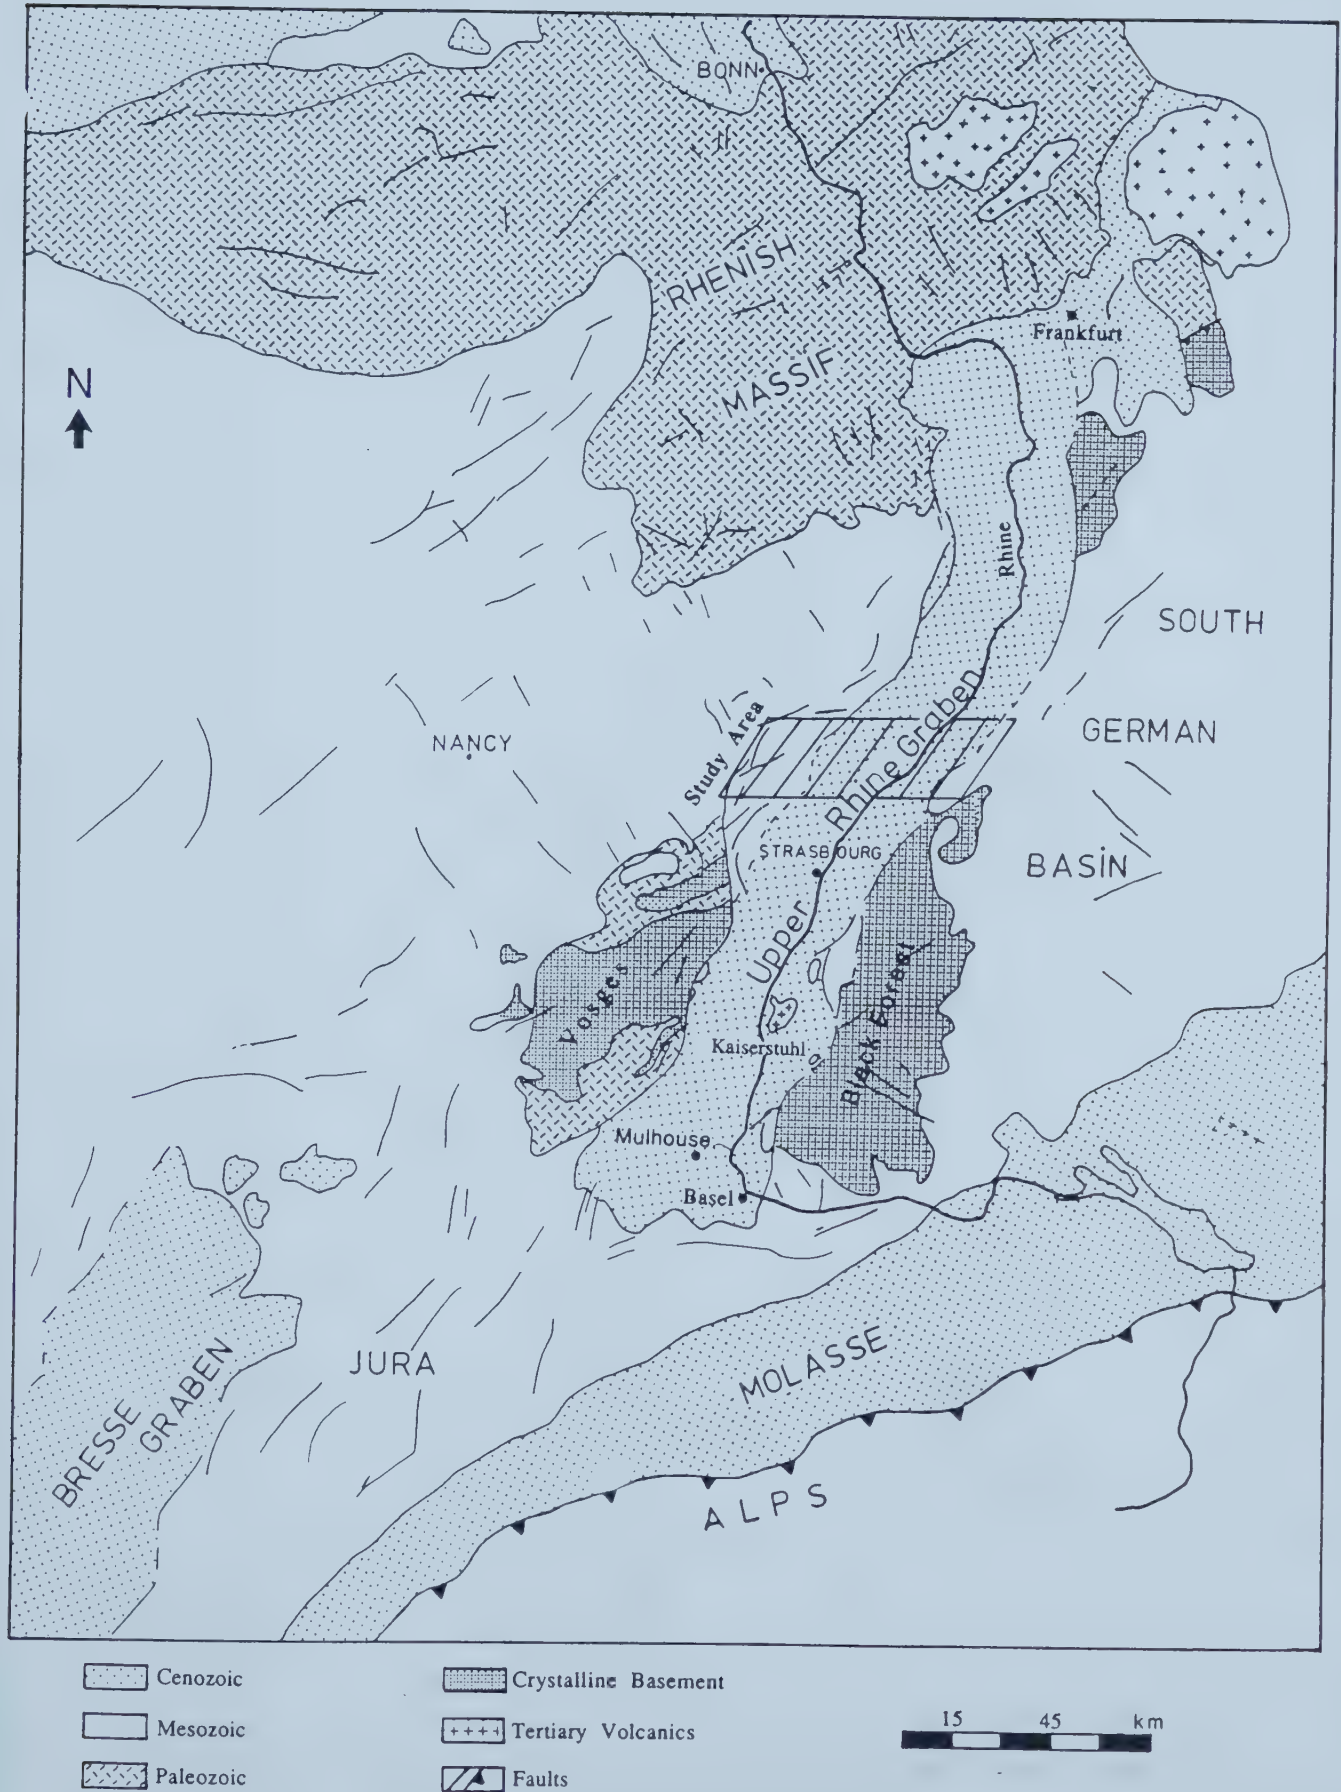 BONN
RHENISH
MASSIF
Frankfurt
N
Rhine
SOUTH
GERMAN
BASİN
NANCY
Study Area
Upper Rhine Graben
STRASBOURG
Vosges
Black Forest
Kaiserstuhl
Mulhouse
Basel
JURA
BRESSE
GRABEN
MOLASSE
ALPS
Cenozoic
Mesozoic
Paleozoic
Crystalline Basement
Tertiary Volcanics
Faults
15 45 km